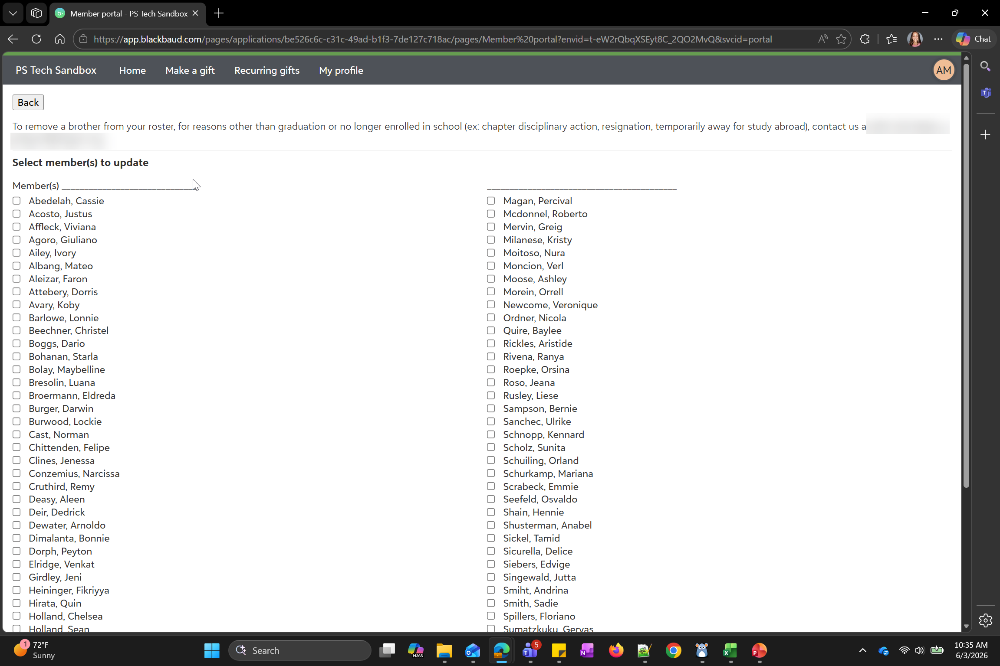 Member portal - PS Tech Sandbox
https://app.blackbaud.com/pages/applications/be526c6c-c31c-49ad-b1f3-7de127c718ac/pages/Member%20portal?envid=t-eW2rQbqXSEyt8C_2QO2MvQ&svcid=portal
Chat
PS Tech Sandbox Home Make a gift Recurring gifts My profile AM
Back
To remove a brother from your roster, for reasons other than graduation or no longer enrolled in school (ex: chapter disciplinary action, resignation, temporarily away for study abroad), contact us a
Select member(s) to update
Member(s) ______________________________
__________________________________________
Abedelah, Cassie
Acosto, Justus
Affleck, Viviana
Agoro, Giuliano
Ailey, Ivory
Albang, Mateo
Aleizar, Faron
Attebery, Dorris
Avary, Koby
Barlowe, Lonnie
Beechner, Christel
Boggs, Dario
Bohanan, Starla
Bolay, Maybelline
Bresolin, Luana
Broermann, Eldreda
Burger, Darwin
Burwood, Lockie
Cast, Norman
Chittenden, Felipe
Clines, Jenessa
Conzemius, Narcissa
Cruthird, Remy
Deasy, Aleen
Deir, Dedrick
Dewater, Arnoldo
Dimalanta, Bonnie
Dorph, Peyton
Elridge, Venkat
Girdley, Jeni
Heininger, Fikriyya
Hirata, Quin
Holland, Chelsea
Holland, Sean
Magan, Percival
Mcdonnel, Roberto
Mervin, Greig
Milanese, Kristy
Moitoso, Nura
Moncion, Verl
Moose, Ashley
Morein, Orrell
Newcome, Veronique
Ordner, Nicola
Quire, Baylee
Rickles, Aristide
Rivena, Ranya
Roepke, Orsina
Roso, Jeana
Rusley, Liese
Sampson, Bernie
Sanchec, Ulrike
Schnopp, Kennard
Scholz, Sunita
Schuiling, Orland
Schurkamp, Mariana
Scrabeck, Emmie
Seefeld, Osvaldo
Shain, Hennie
Shusterman, Anabel
Sickel, Tamid
Sicurella, Delice
Siebers, Edvige
Singewald, Jutta
Smiht, Andrina
Smith, Sadie
Spillers, Floriano
Sumatzkuku, Gervas
1 72°F
Sunny
Search
M365
5
10:35 AM
6/3/2026